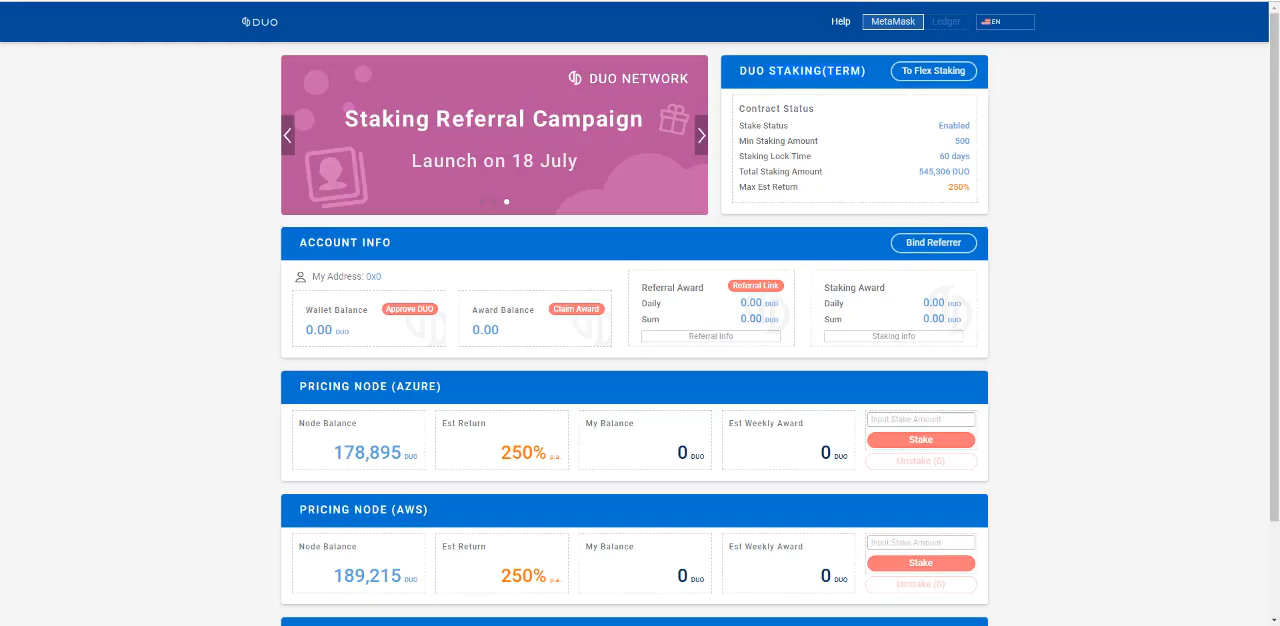 DUO
Help
MetaMask
Ledger
EN
DUO NETWORK
Staking Referral Campaign
Launch on 18 July
DUO STAKING(TERM)
To Flex Staking
Contract Status
Stake Status Enabled
Min Staking Amount 500
Staking Lock Time 60 days
Total Staking Amount 545,306 DUO
Max Est Return 250%
ACCOUNT INFO
Bind Referrer
My Address: 0x0
Wallet Balance Approve DUO
0.00 DUO
Award Balance Claim Award
0.00
Referral Award Referral Link
Daily 0.00 DUO
Sum 0.00 DUO
Referral Info
Staking Award
Daily 0.00 DUO
Sum 0.00 DUO
Staking Info
PRICING NODE (AZURE)
Node Balance
178,895 DUO
Est Return
250% p.a.
My Balance
0 DUO
Est Weekly Award
0 DUO
Input Stake Amount
Stake
Unstake (0)
PRICING NODE (AWS)
Node Balance
189,215 DUO
Est Return
250% p.a.
My Balance
0 DUO
Est Weekly Award
0 DUO
Input Stake Amount
Stake
Unstake (0)